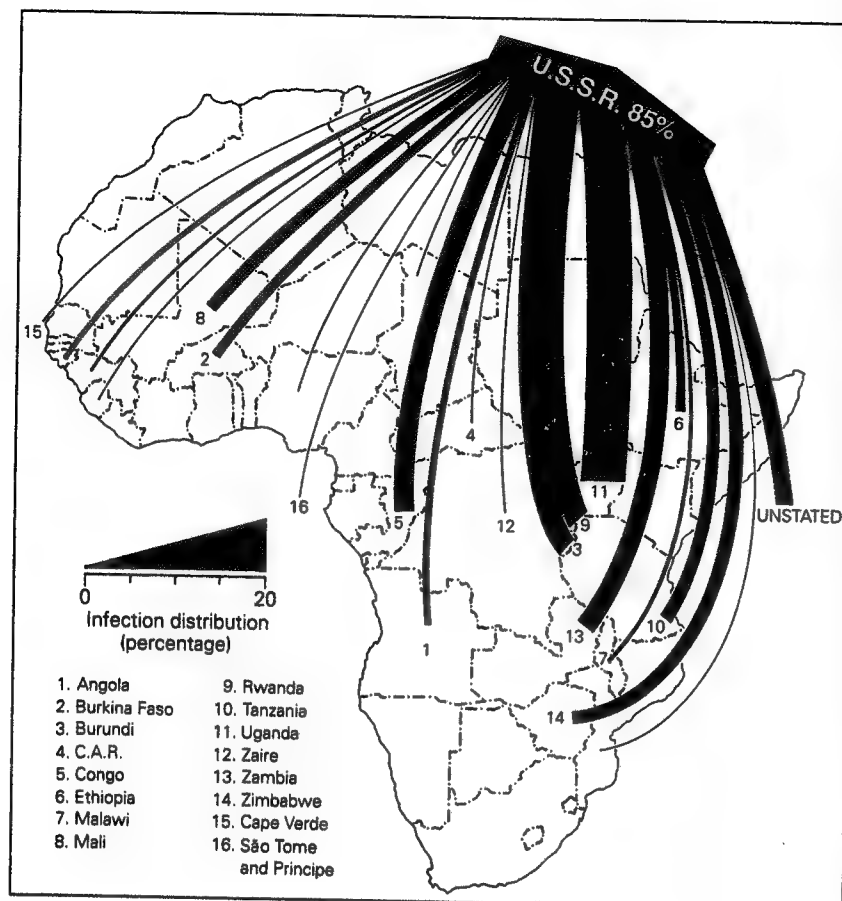 U.S.S.R. 85%
15
8
2
16
5
4
12
11
9
3
6
UNSTATED
1
13
7
10
14
0 20
Infection distribution
(percentage)
1. Angola
2. Burkina Faso
3. Burundi
4. C.A.R.
5. Congo
6. Ethiopia
7. Malawi
8. Mali
9. Rwanda
10. Tanzania
11. Uganda
12. Zaire
13. Zambia
14. Zimbabwe
15. Cape Verde
16. São Tome
and Principe